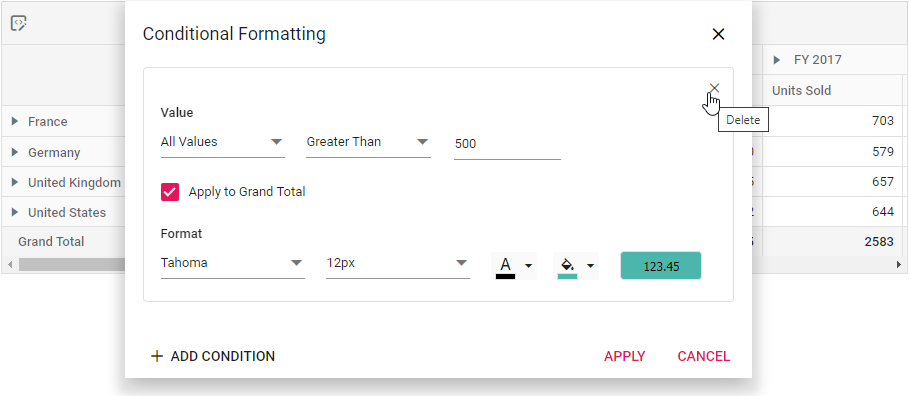 Conditional Formatting
FY 2017
Units Sold
Value
Delete
France
703
All Values Greater Than 500
Germany
579
United Kingdom
657
Apply to Grand Total
United States
644
Format
Grand Total
2583
Tahoma 12px A 123.45
ADD CONDITION APPLY CANCEL